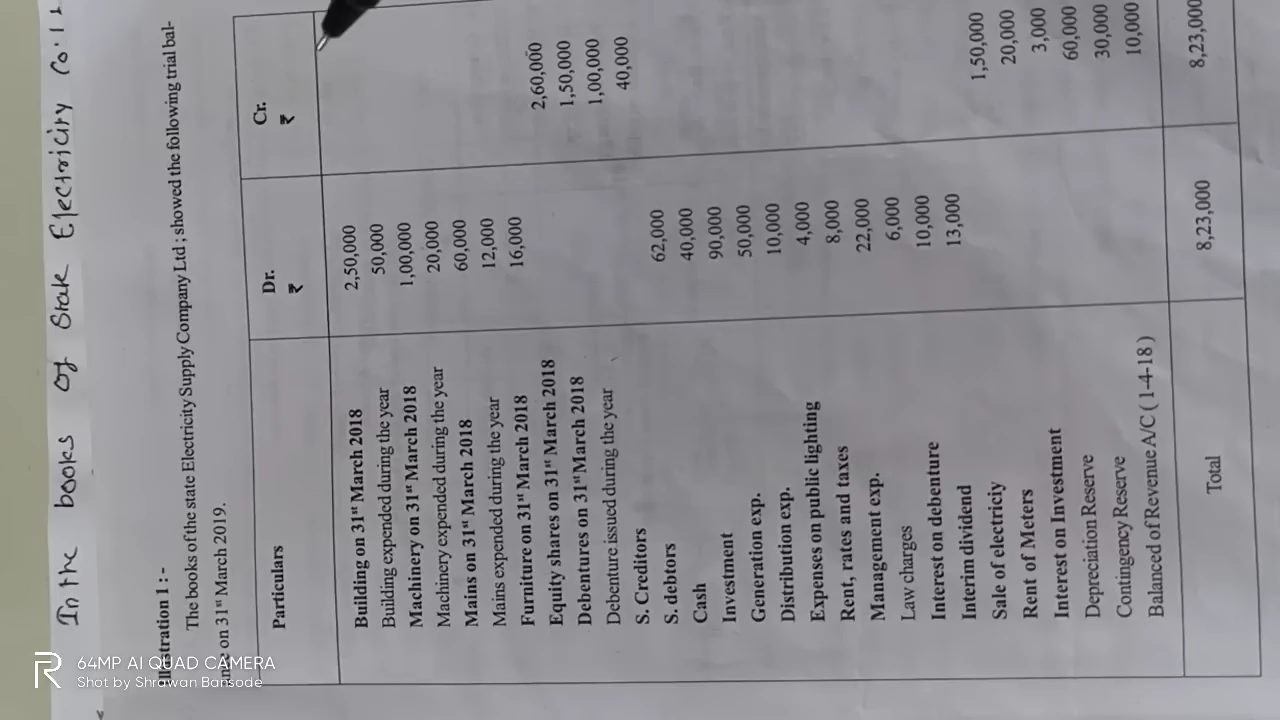 In the books of State Electricity Co. Lt
Illustration 1 : -
The books of the state Electricity Supply Company Ltd ; showed the following trial bal-
ance on 31st March 2019.
Particulars Dr. ₹ Cr. ₹
Building on 31st March 2018 2,50,000
Building expended during the year 50,000
Machinery on 31st March 2018 1,00,000
Machinery expended during the year 20,000
Mains on 31st March 2018 60,000
Mains expended during the year 12,000
Furniture on 31st March 2018 16,000
Equity shares on 31st March 2018 2,60,000
Debentures on 31st March 2018 1,50,000
Debenture issued during the year 1,00,000
S. Creditors 40,000
S. debtors 62,000
Cash 40,000
Investment 90,000
Generation exp. 50,000
Distribution exp. 10,000
Expenses on public lighting 4,000
Rent, rates and taxes 8,000
Management exp. 22,000
Law charges 6,000
Interest on debenture 10,000
Interim dividend 13,000
Sale of electriciy 1,50,000
Rent of Meters 20,000
Interest on Investment 3,000
Depreciation Reserve 60,000
Contingency Reserve 30,000
Balanced of Revenue A/C ( 1-4-18 ) 10,000
Total 8,23,000 8,23,000
R 64MP AI QUAD CAMERA
Shot by Shrawan Bansode